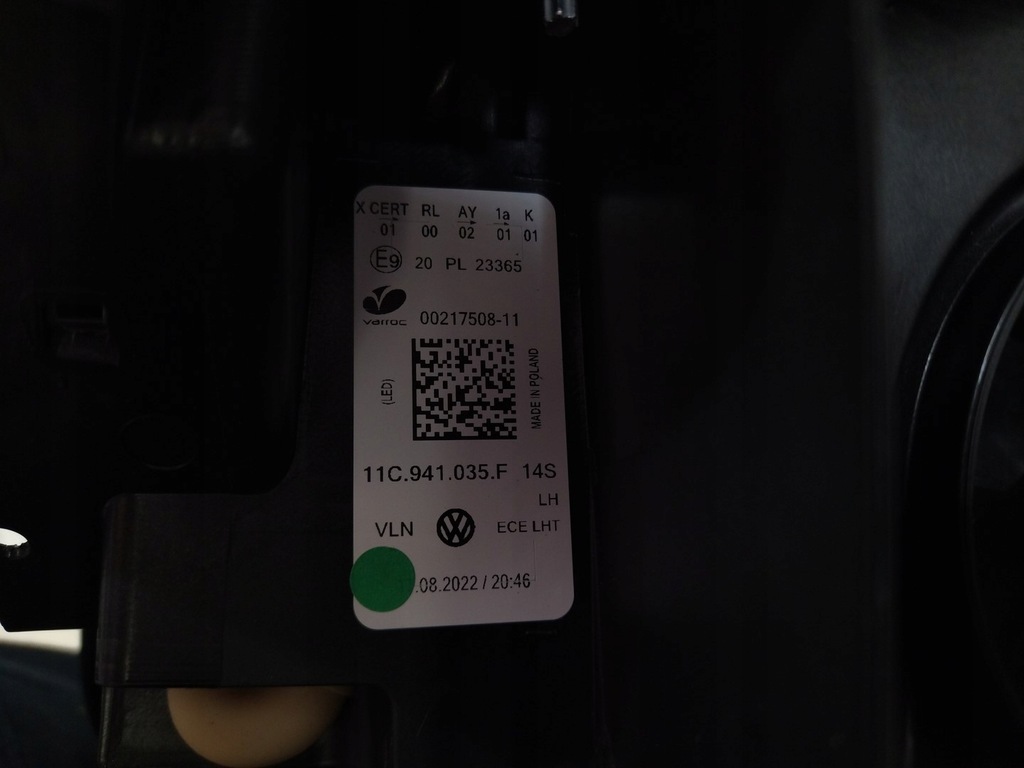 X CERT RL AY 1a K
01 00 02 01 01
E9 20 PL 23365
varroc 00217508-11
(LED)
MADE IN POLAND
11C.941.035.F 14S
LH
VLN VW ECE LHT
.08.2022 / 20:46